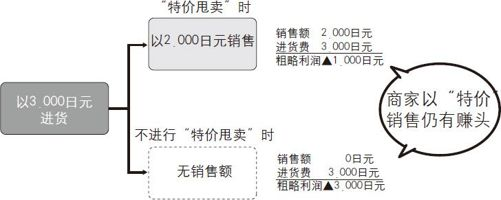 “特价甩卖”时
以2,000日元销售
销售额 2,000日元
进货费 3,000日元
粗略利润▲1,000日元
以3,000日元
进货
商家以“特价”
销售仍有赚头
不进行“特价甩卖”时
无销售额
销售额 0日元
进货费 3,000日元
粗略利润▲3,000日元